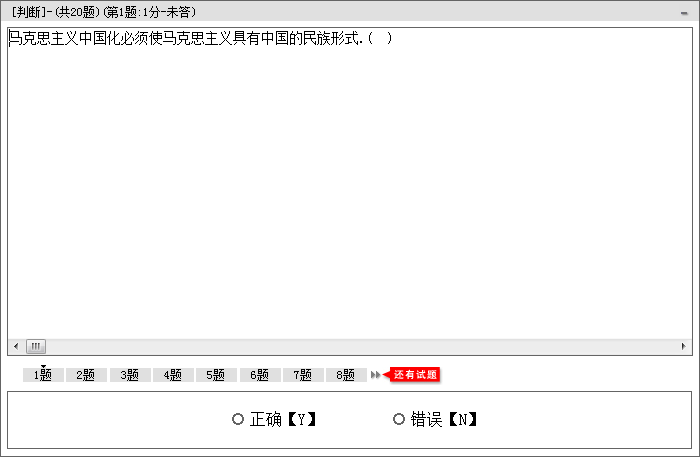 [判断]-(共20题)(第1题:1分-未答)
马克思主义中国化必须使马克思主义具有中国的民族形式.(  )
1题 2题 3题 4题 5题 6题 7题 8题 还有试题
正确【Y】 错误【N】